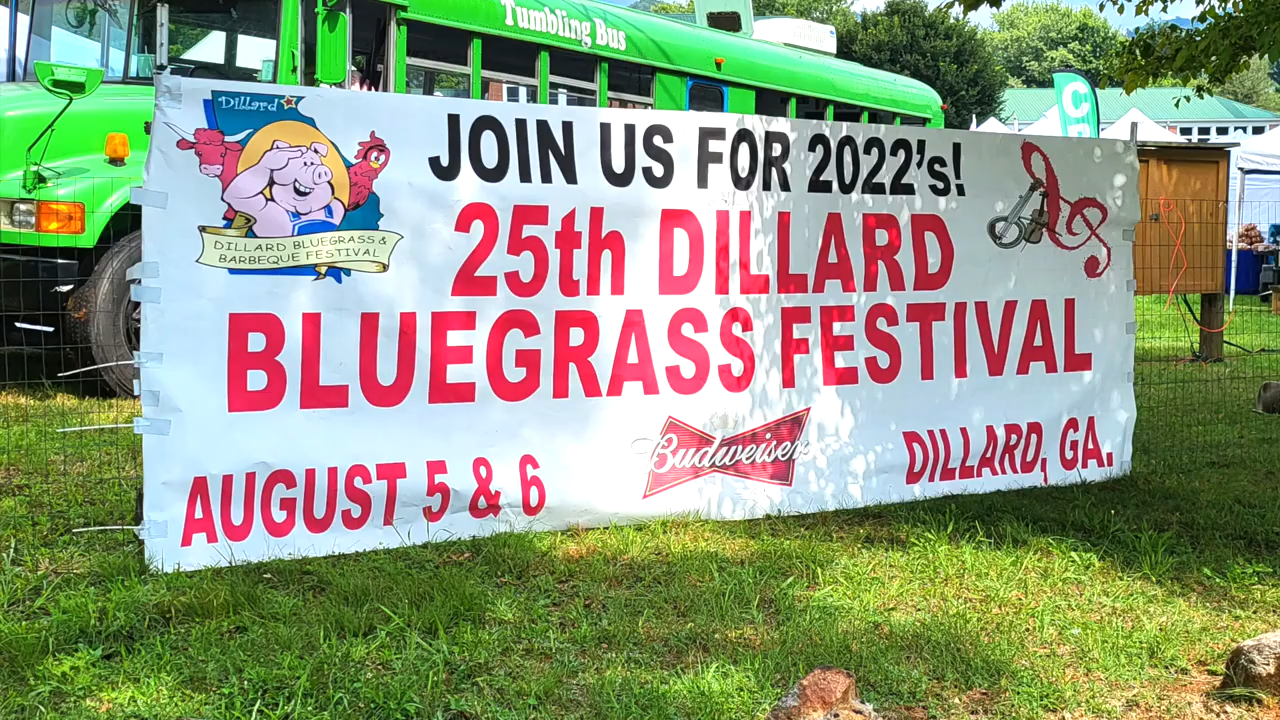 Tumbling Bus
Dillard
DILLARD BLUEGRASS &
BARBEQUE FESTIVAL
JOIN US FOR 2022's!
25th DILLARD
BLUEGRASS FESTIVAL
Budweiser
AUGUST 5 & 6
DILLARD, GA.